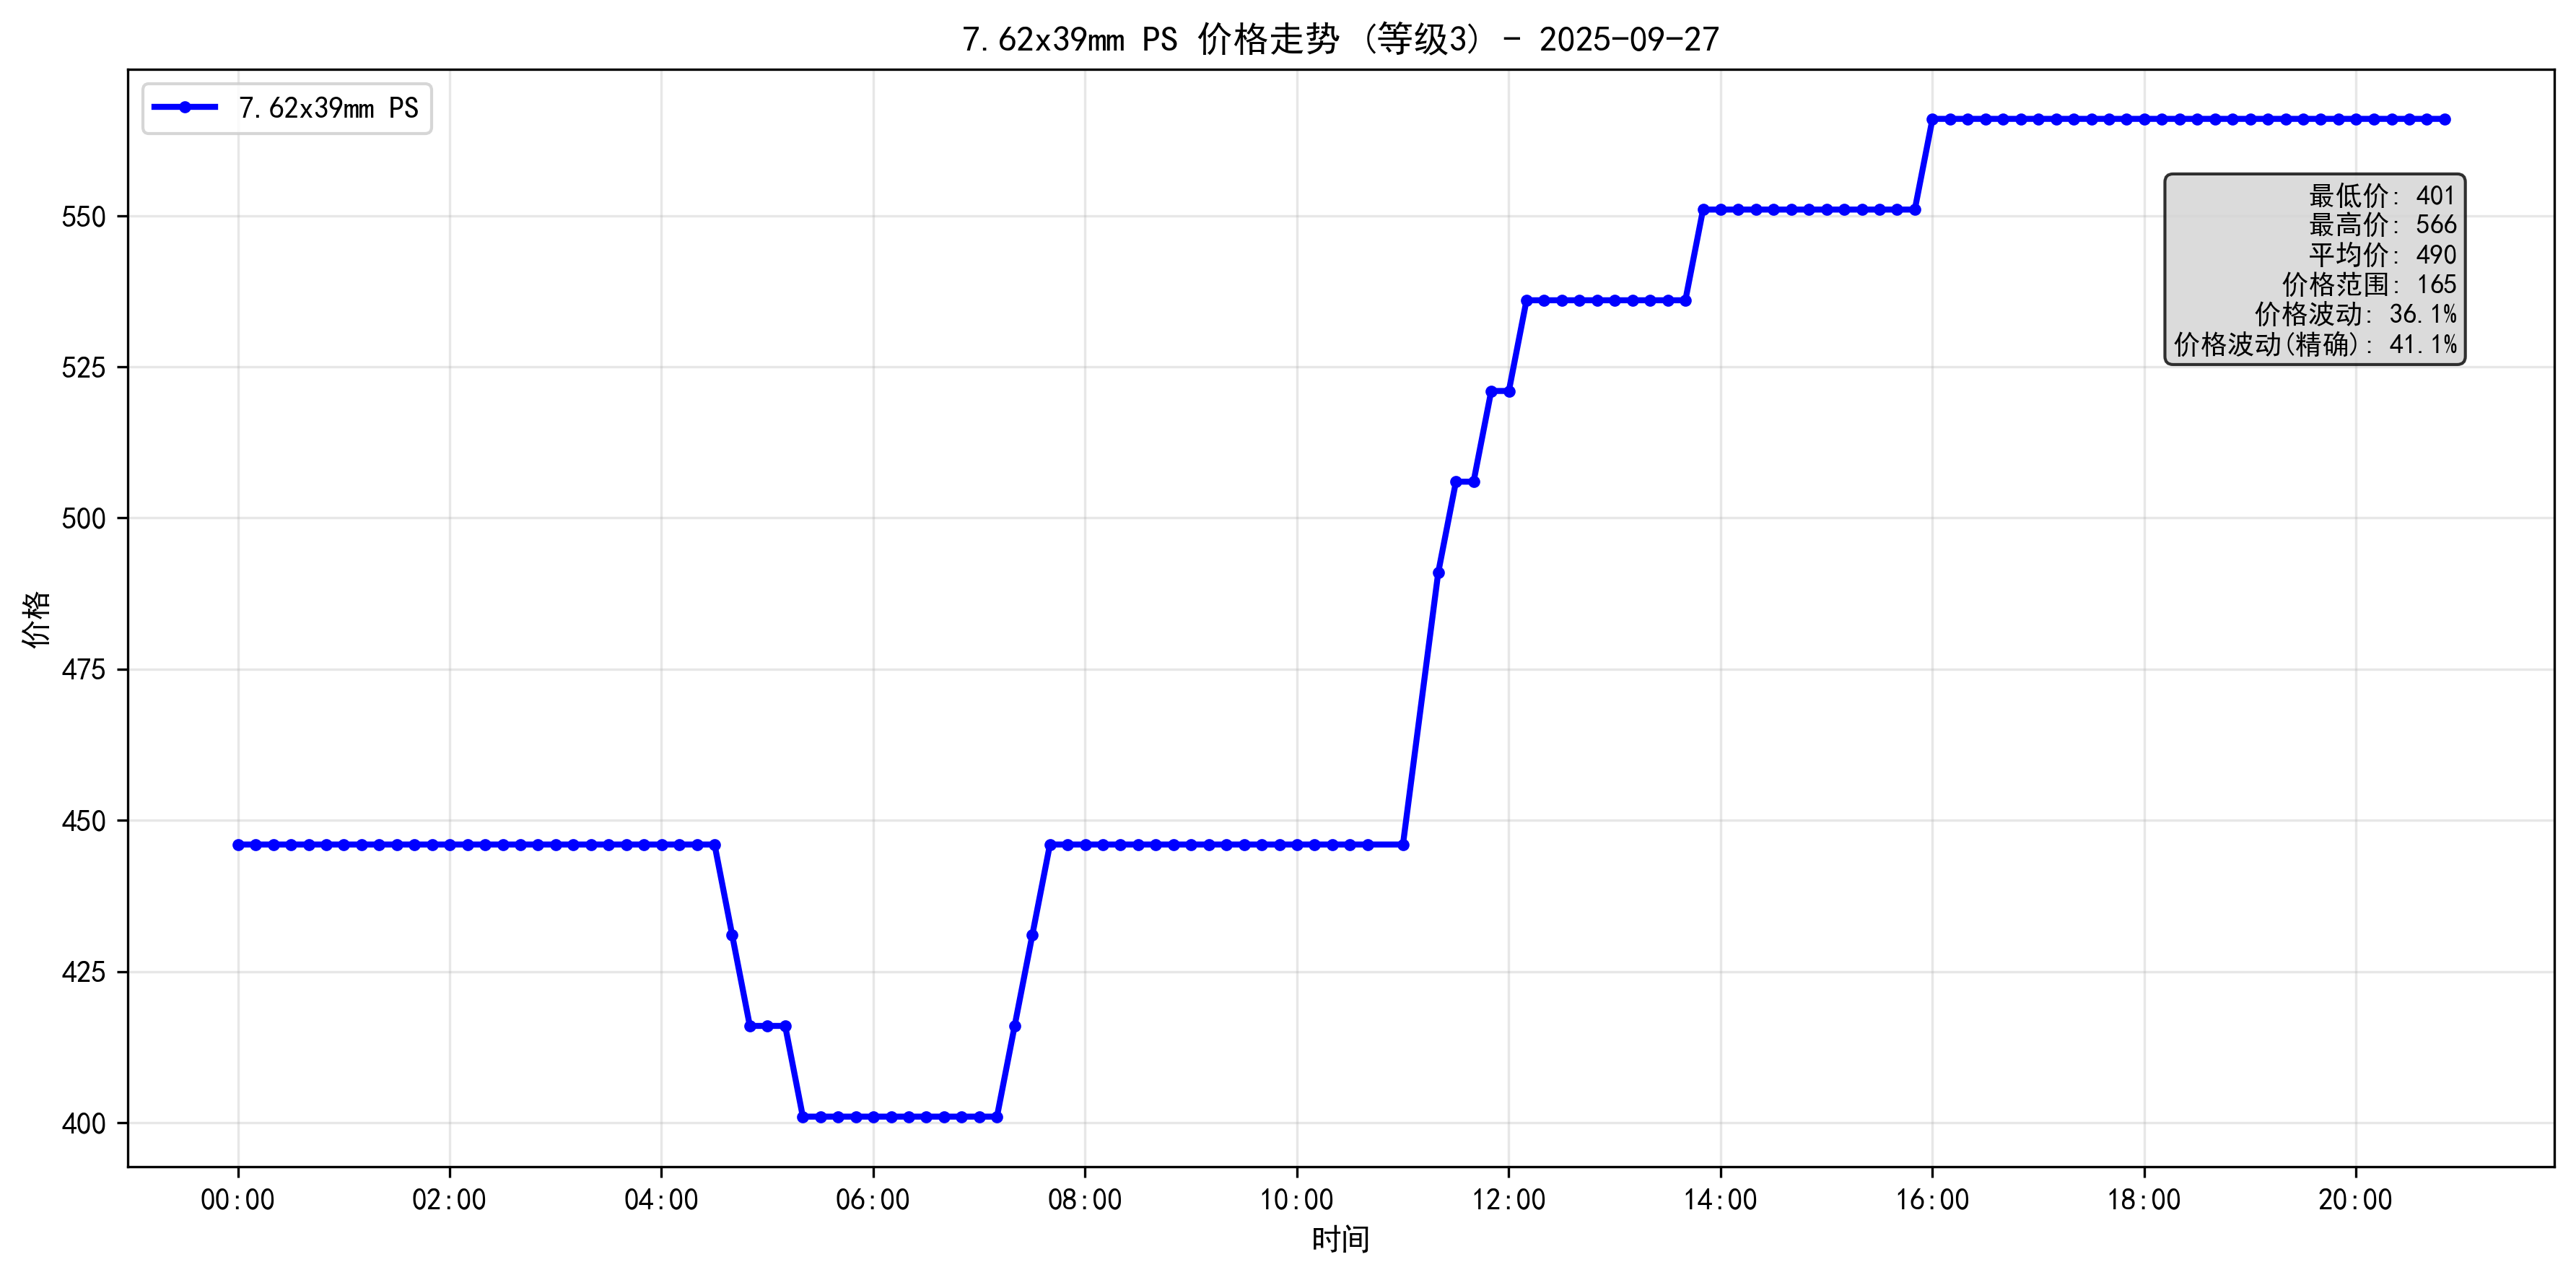 7.62x39mm PS 价格走势 (等级3) - 2025-09-27
7.62x39mm PS
最低价: 401
最高价: 566
平均价: 490
价格范围: 165
价格波动: 36.1%
价格波动(精确): 41.1%
价格
550
525
500
475
450
425
400
00:00 02:00 04:00 06:00 08:00 10:00 12:00 14:00 16:00 18:00 20:00
时间